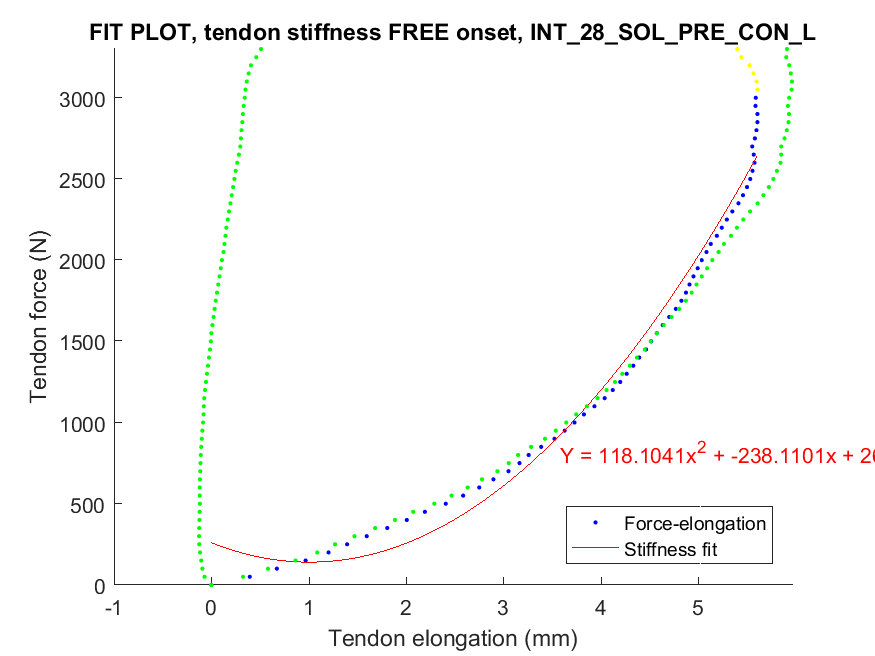 FIT PLOT, tendon stiffness FREE onset, INT_28_SOL_PRE_CON_L
Tendon force (N)
3000
2500
2000
1500
1000
500
0
Y = 118.1041x² + -238.1101x + 2
Force-elongation
Stiffness fit
-1 0 1 2 3 4 5
Tendon elongation (mm)